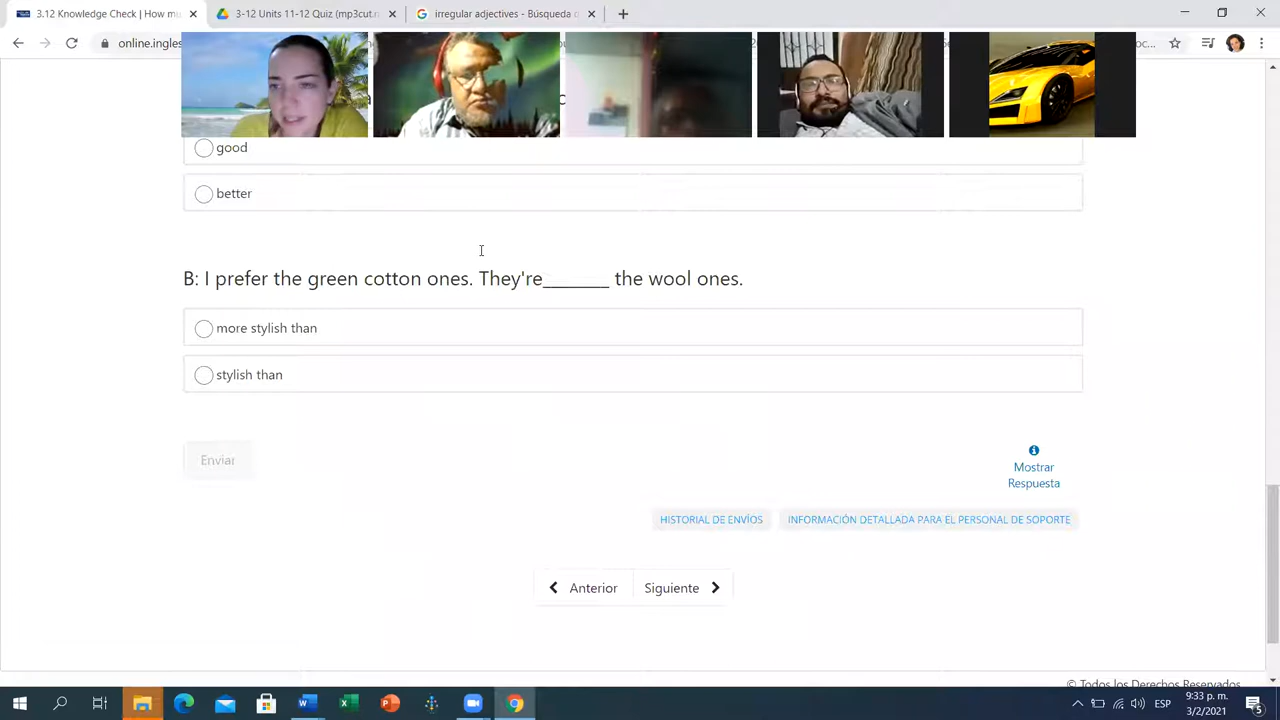 3.12 Knowledge Check | How mu
3-12 Units 11-12 Quiz (mp3cut
irregular adjectives - Búsqueda
online.ingles
good
better
B: I prefer the green cotton ones. They're_______ the wool ones.
more stylish than
stylish than
Enviar
Mostrar
Respuesta
HISTORIAL DE ENVÍOS
INFORMACIÓN DETALLADA PARA EL PERSONAL DE SOPORTE
Anterior
Siguiente
© Todos los Derechos Reservados
ESP
9:33 p. m.
3/2/2021
5